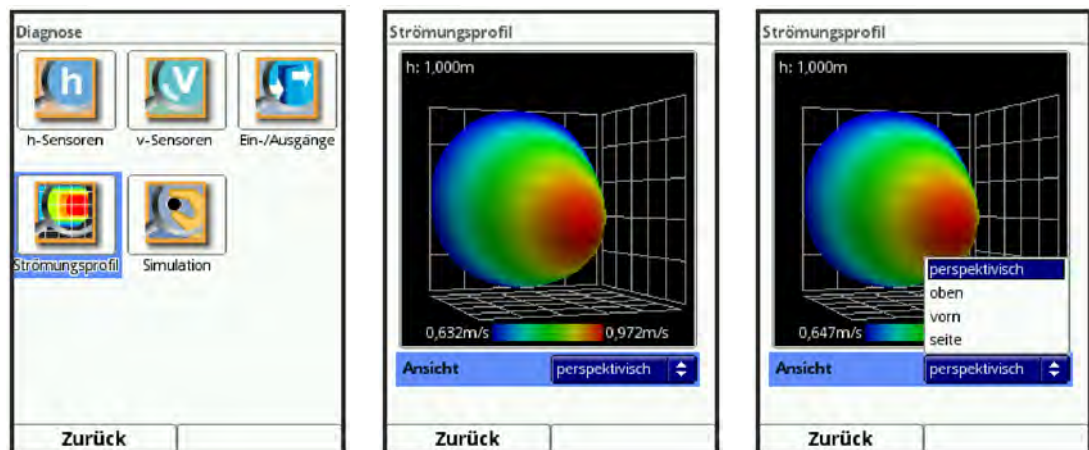 Diagnose
h
V
h-Sensoren
v-Sensoren
Ein-/Ausgänge
Strömungsprofil
Simulation
Zurück
Strömungsprofil
h: 1,000m
0,632m/s
0,972m/s
Ansicht
perspektivisch
Zurück
Strömungsprofil
h: 1,000m
perspektivisch
oben
vorn
seite
0,647m/s
Ansicht
perspektivisch
Zurück